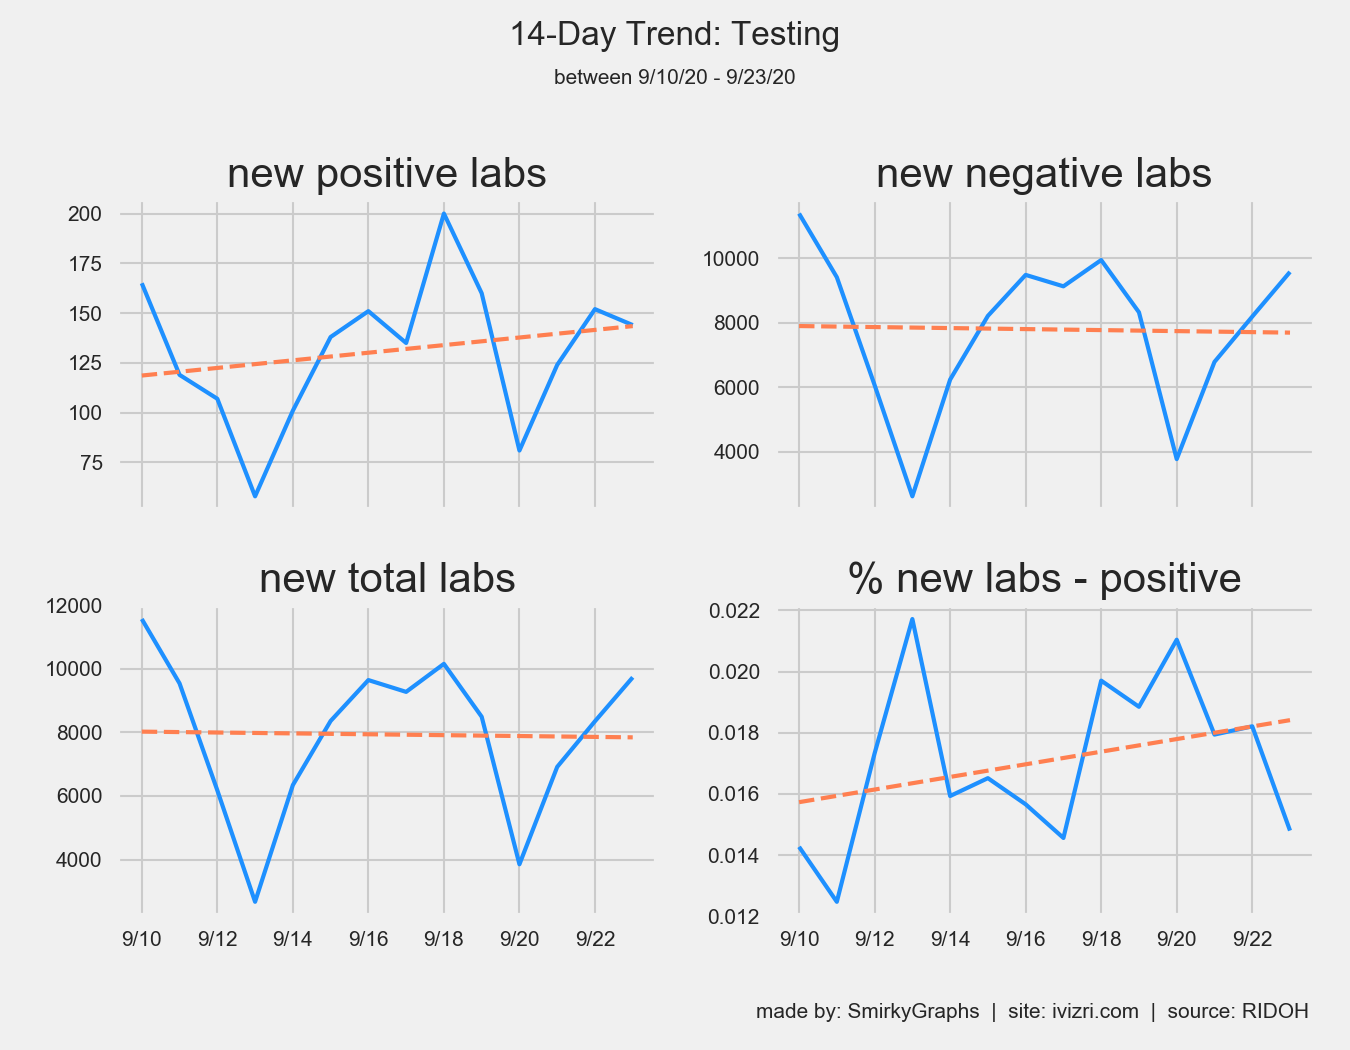 14-Day Trend: Testing
between 9/10/20 - 9/23/20
new positive labs
200
175
150
125
100
75
new negative labs
10000
8000
6000
4000
new total labs
12000
10000
8000
6000
4000
9/10 9/12 9/14 9/16 9/18 9/20 9/22
% new labs - positive
0.022
0.020
0.018
0.016
0.014
0.012
9/10 9/12 9/14 9/16 9/18 9/20 9/22
made by: SmirkyGraphs | site: ivizri.com | source: RIDOH